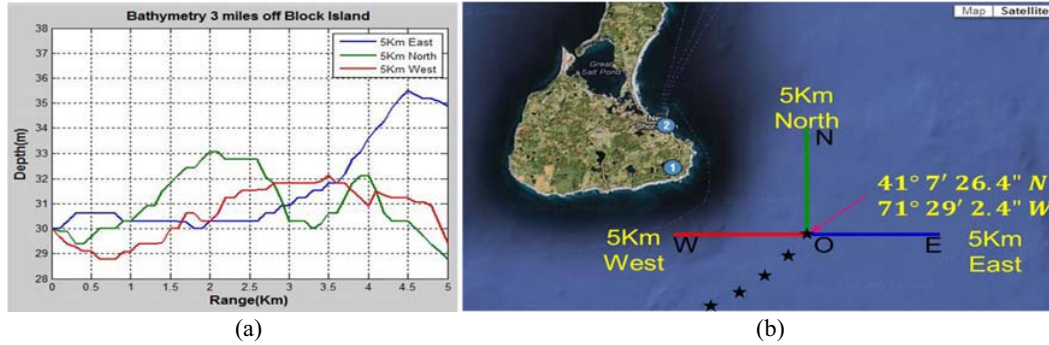 Bathymetry 3 miles off Block Island
38
37
36
35
34
33
32
31
30
29
28
Depth(m)
5Km East
5Km North
5Km West
0 0.5 1 1.5 2 2.5 3 3.5 4 4.5 5
Range(Km)
(a)
Map Satellite
Great
Salt Pond
New
2
1
5Km
North
N
41° 7′ 26.4" N
71° 29′ 2.4" W
5Km
West
W
O
E
5Km
East
(b)